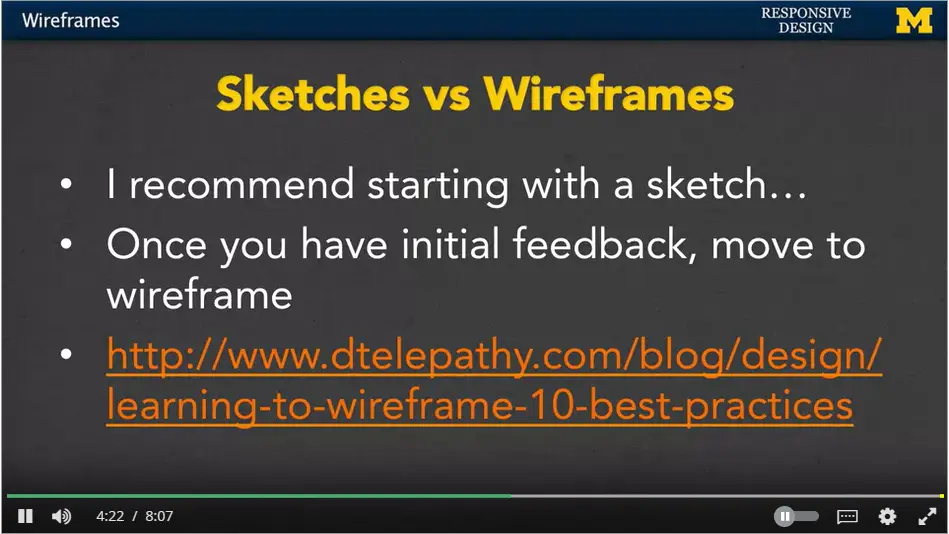 Wireframes
RESPONSIVE
DESIGN
M
Sketches vs Wireframes
• I recommend starting with a sketch...
• Once you have initial feedback, move to
wireframe
• http://www.dtelepathy.com/blog/design/
learning-to-wireframe-10-best-practices
4:22 / 8:07